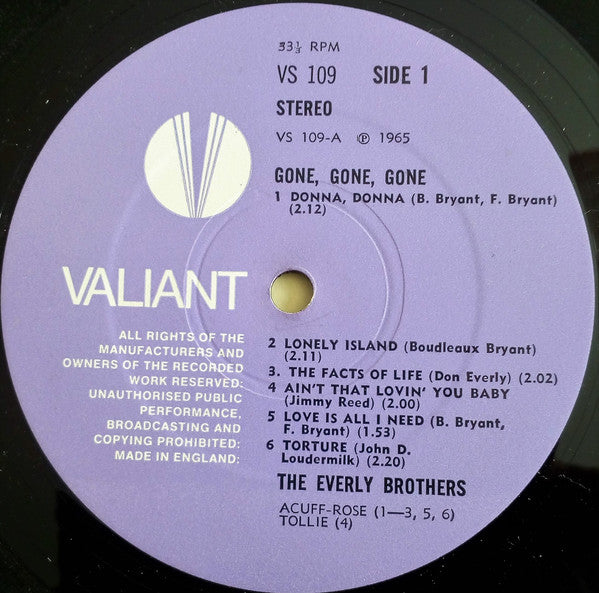 33⅓ RPM
VS 109 SIDE 1
STEREO
VS 109-A Ⓟ 1965
GONE, GONE, GONE
1 DONNA, DONNA (B. Bryant, F. Bryant)
(2.12)
VALIANT
ALL RIGHTS OF THE
MANUFACTURERS AND
OWNERS OF THE RECORDED
WORK RESERVED:
UNAUTHORISED PUBLIC
PERFORMANCE,
BROADCASTING AND
COPYING PROHIBITED:
MADE IN ENGLAND:
2 LONELY ISLAND (Boudleaux Bryant)
(2.11)
3. THE FACTS OF LIFE (Don Everly) (2.02)
4 AIN'T THAT LOVIN' YOU BABY
(Jimmy Reed) (2.00)
5 LOVE IS ALL I NEED (B. Bryant,
F. Bryant) (1.53)
6 TORTURE (John D.
Loudermilk) (2.20)
THE EVERLY BROTHERS
ACUFF-ROSE (1—3, 5, 6)
TOLLIE (4)